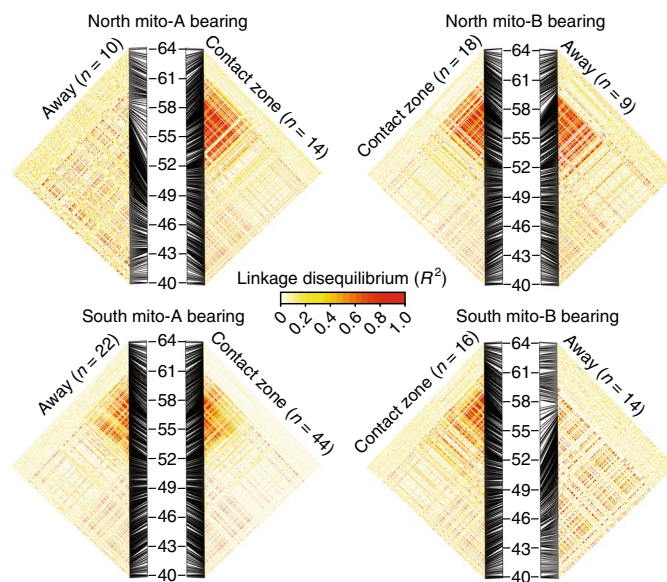 North mito-A bearing
Away (n = 10)
Contact zone (n = 14)
64
61
58
55
52
49
46
43
40
North mito-B bearing
Contact zone (n = 18)
Away (n = 9)
64
61
58
55
52
49
46
43
40
Linkage disequilibrium (R²)
0 0.2 0.4 0.6 0.8 1.0
South mito-A bearing
Away (n = 22)
Contact zone (n = 44)
64
61
58
55
52
49
46
43
40
South mito-B bearing
Contact zone (n = 16)
Away (n = 14)
64
61
58
55
52
49
46
43
40